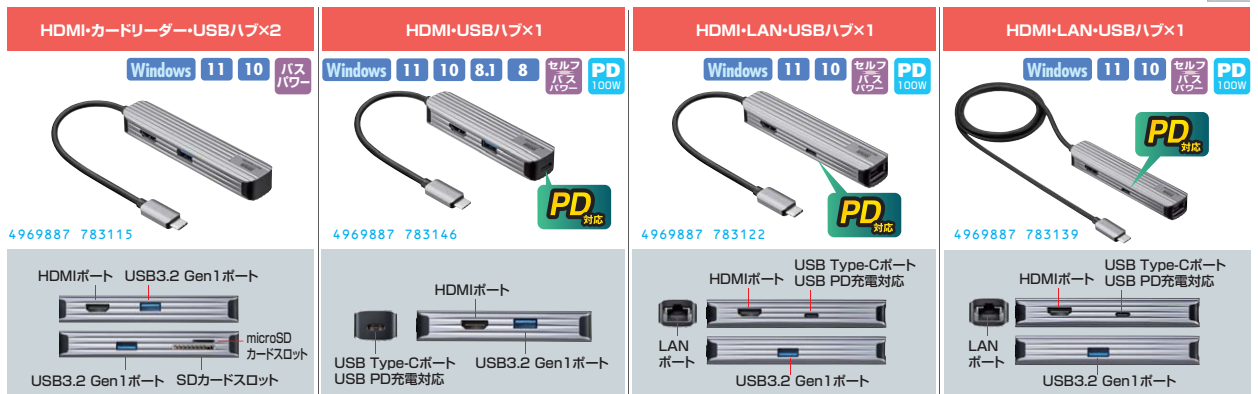 HDMI・カードリーダー・USBハブ×2
Windows 11 10 バス
パワー
4969887 783115
HDMIポート USB3.2 Gen1ポート
microSD
カードスロット
USB3.2 Gen1ポート SDカードスロット
HDMI・USBハブ×1
Windows 11 10 8.1 8 セルフ
バス
パワー
PD
100W
PD
対応
4969887 783146
HDMIポート
USB Type-Cポート
USB PD充電対応
USB3.2 Gen1ポート
HDMI・LAN・USBハブ×1
Windows 11 10 セルフ
バス
パワー
PD
100W
PD
対応
4969887 783122
USB Type-Cポート
HDMIポート USB PD充電対応
LAN
ポート
USB3.2 Gen1ポート
HDMI・LAN・USBハブ×1
Windows 11 10 セルフ
バス
パワー
PD
100W
PD
対応
4969887 783139
USB Type-Cポート
HDMIポート USB PD充電対応
LAN
ポート
USB3.2 Gen1ポート